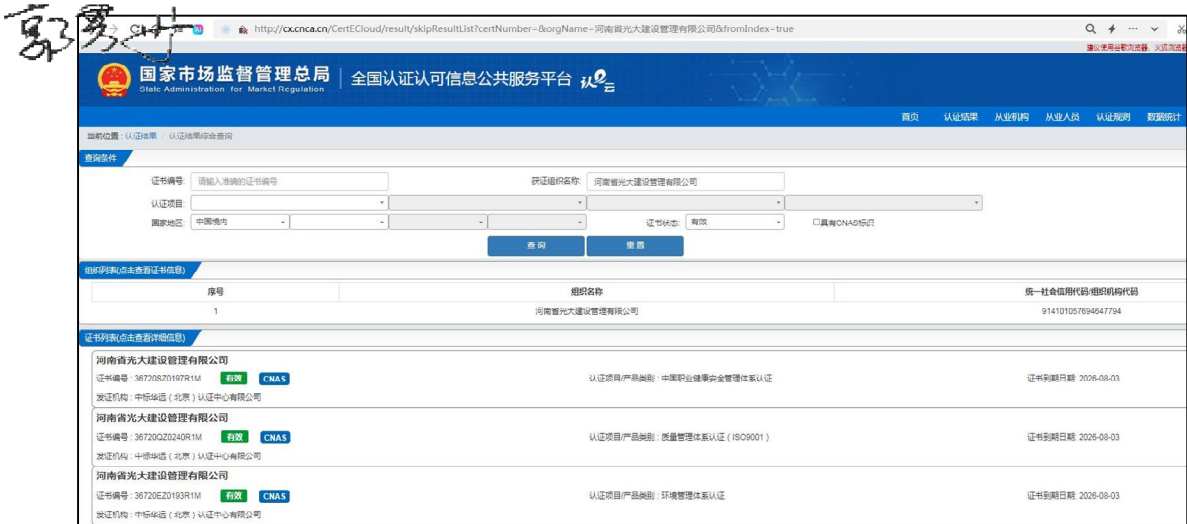 http://cx.cnca.cn/CertECloud/result/skipResultList?certNumber=&orgName=河南省光大建设管理有限公司&fromIndex=true
建议使用谷歌浏览器、火狐浏览器
国家市场监督管理总局 全国认证认可信息公共服务平台 认e云
State Administration for Market Regulation
首页 认证结果 从业机构 从业人员 认证规则 数据统计
当前位置：认证结果 / 认证结果综合查询
查询条件
证书编号: 请输入准确的证书编号 获证组织名称: 河南省光大建设管理有限公司
认证项目:
国家地区: 中国境内 证书状态: 有效 具有CNAS标识
查询 重置
组织列表(点击查看证书信息)
序号 组织名称 统一社会信用代码/组织机构代码
1 河南省光大建设管理有限公司 914101057694647794
证书列表(点击查看详细信息)
河南省光大建设管理有限公司
证书编号：36720SZ0197R1M 有效 CNAS 认证项目/产品类别：中国职业健康安全管理体系认证 证书到期日期: 2026-08-03
发证机构：中标华远（北京）认证中心有限公司
河南省光大建设管理有限公司
证书编号：36720QZ0240R1M 有效 CNAS 认证项目/产品类别：质量管理体系认证（ISO9001） 证书到期日期: 2026-08-03
发证机构：中标华远（北京）认证中心有限公司
河南省光大建设管理有限公司
证书编号：36720EZ0193R1M 有效 CNAS 认证项目/产品类别：环境管理体系认证 证书到期日期: 2026-08-03
发证机构：中标华远（北京）认证中心有限公司